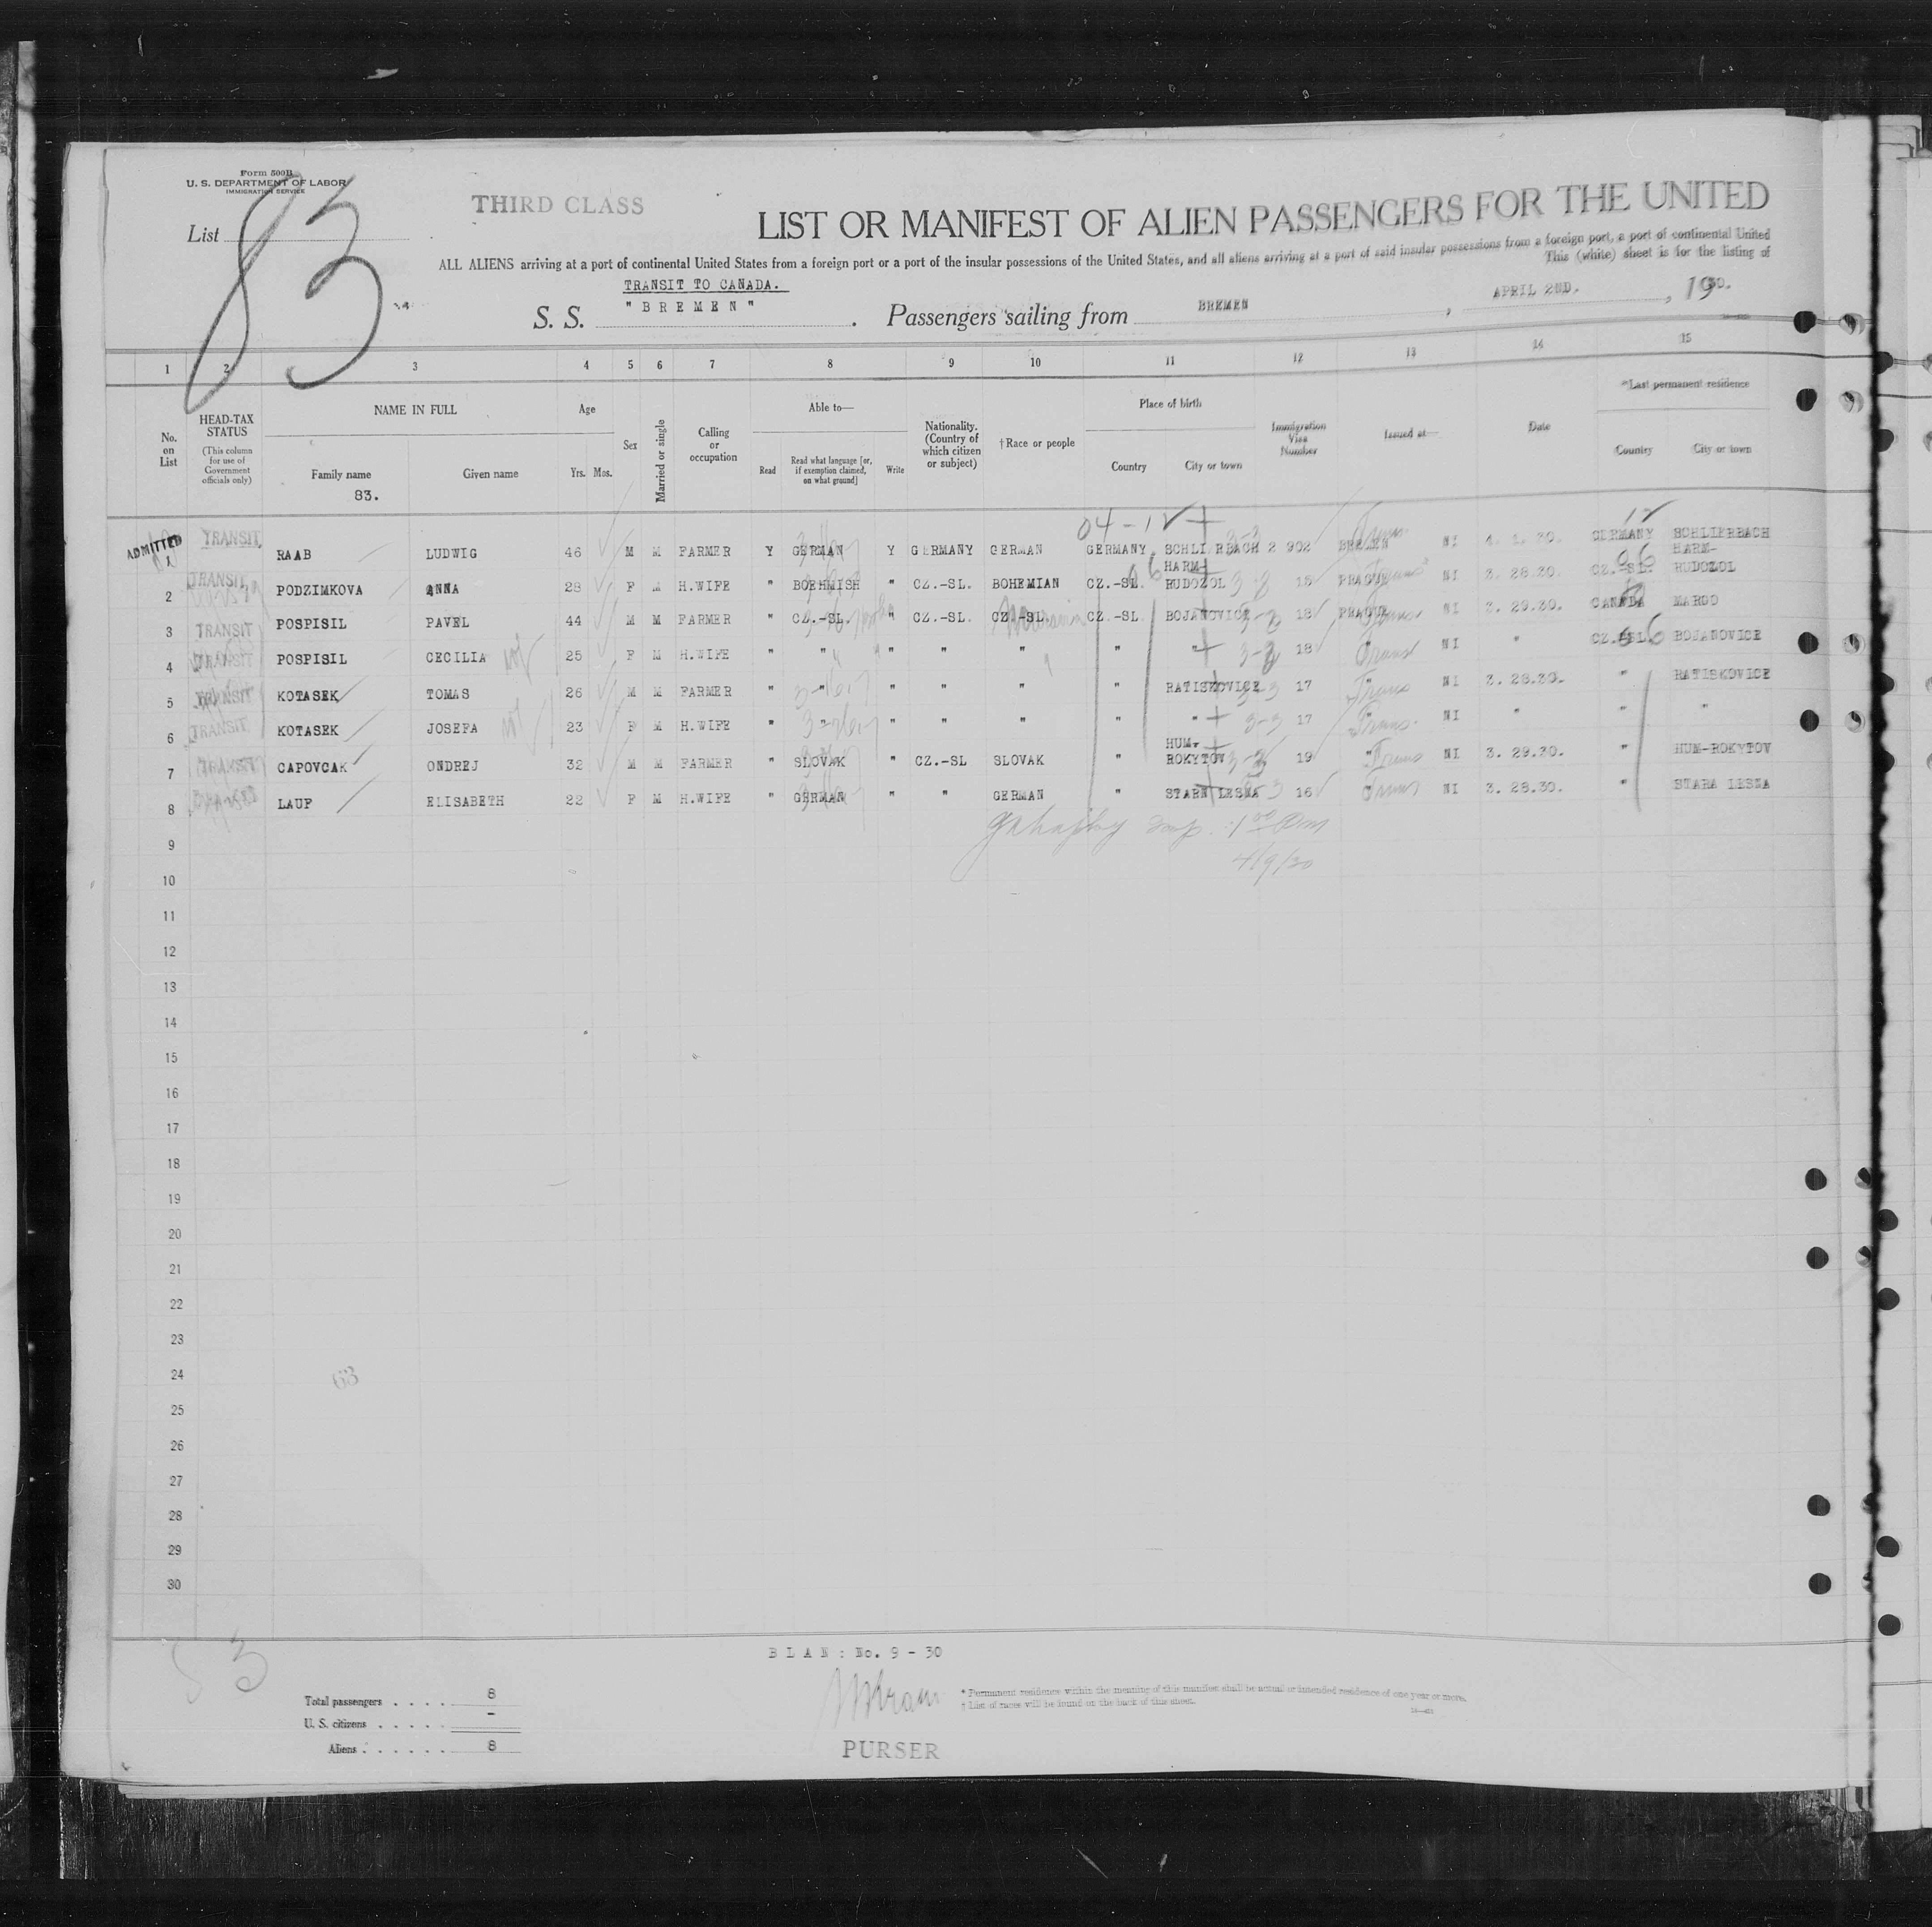 Form 500B
U. S. DEPARTMENT OF LABOR
IMMIGRATION SERVICE
List 83
THIRD CLASS
LIST OR MANIFEST OF ALIEN PASSENGERS FOR THE UNITED
ALL ALIENS arriving at a port of continental United States from a foreign port or a port of the insular possessions of the United States, and all aliens arriving at a port of said insular possessions from a foreign port, a port of continental United
This (white) sheet is for the listing of
TRANSIT TO CANADA.
S. S. "BREMEN" . Passengers sailing from BREMEN , APRIL 2ND. , 1930.
1 2 3 4 5 6 7 8 9 10 11 12 13 14 15
No. on List
HEAD-TAX STATUS
(This column for use of Government officials only)
NAME IN FULL
Family name
Given name
83.
Age
Yrs. Mos.
Sex
Married or single
Calling or occupation
Able to—
Read
Read what language [or, if exemption claimed, on what ground]
Write
Nationality. (Country of which citizen or subject)
†Race or people
Place of birth
Country
City or town
Immigration Visa Number
Issued at—
Date
*Last permanent residence
Country
City or town
04-12
ADMITTED 1 TRANSIT RAAB LUDWIG 46 M M FARMER Y GERMAN Y GERMANY GERMAN GERMANY SCHLIERBACH 2 902 BREMEN NI 30. GERMANY SCHLIERBACH
2 TRANSIT PODZIMKOVA ANNA 28 F M H.WIFE " BOEHMISH " CZ.-SL. BOHEMIAN CZ.-SL. HARM-RUDOZOL PRAGUE NI 3. 28.30. CZ.-SL. HARM-RUDOZOL
3 TRANSIT POSPISIL PAVEL 44 M M FARMER " CZ.-SL. " CZ.-SL. CZ.-SL. CZ.-SL. BOJANOVICE 18 PRAGUE NI 3. 29.30. CANADA MARGO
4 TRANSIT POSPISIL CECILIA 25 F M H.WIFE " " " " " " " 18 NI " CZ.-SL. BOJANOVICE
5 TRANSIT KOTASEK TOMAS 26 M M FARMER " " " " " " RATISKOVICE 17 NI 3. 28.30. " RATISKOVICE
6 TRANSIT KOTASEK JOSEFA 23 F M H.WIFE " " " " " " " 17 NI " " "
7 TRANSIT CAPOVCAK ONDREJ 32 M M FARMER " SLOVAK " CZ.-SL SLOVAK " HUM-ROKYTOV 19 " NI 3. 29.30. " HUM-ROKYTOV
8 LAUF ELISABETH 22 F M H.WIFE " GERMAN " " GERMAN " STARA LESNA 16 NI 3. 28.30. " STARA LESNA
9
4/9/30
10
11
12
13
14
15
16
17
18
19
20
21
22
23
24
25
26
27
28
29
30
BLAN: No. 9 - 30
Total passengers . . . . . 8
U. S. citizens . . . . . -
Aliens . . . . . . 8
* Permanent residence within the meaning of this manifest shall be actual or intended residence of one year or more.
† List of races will be found on the back of this sheet.
PURSER